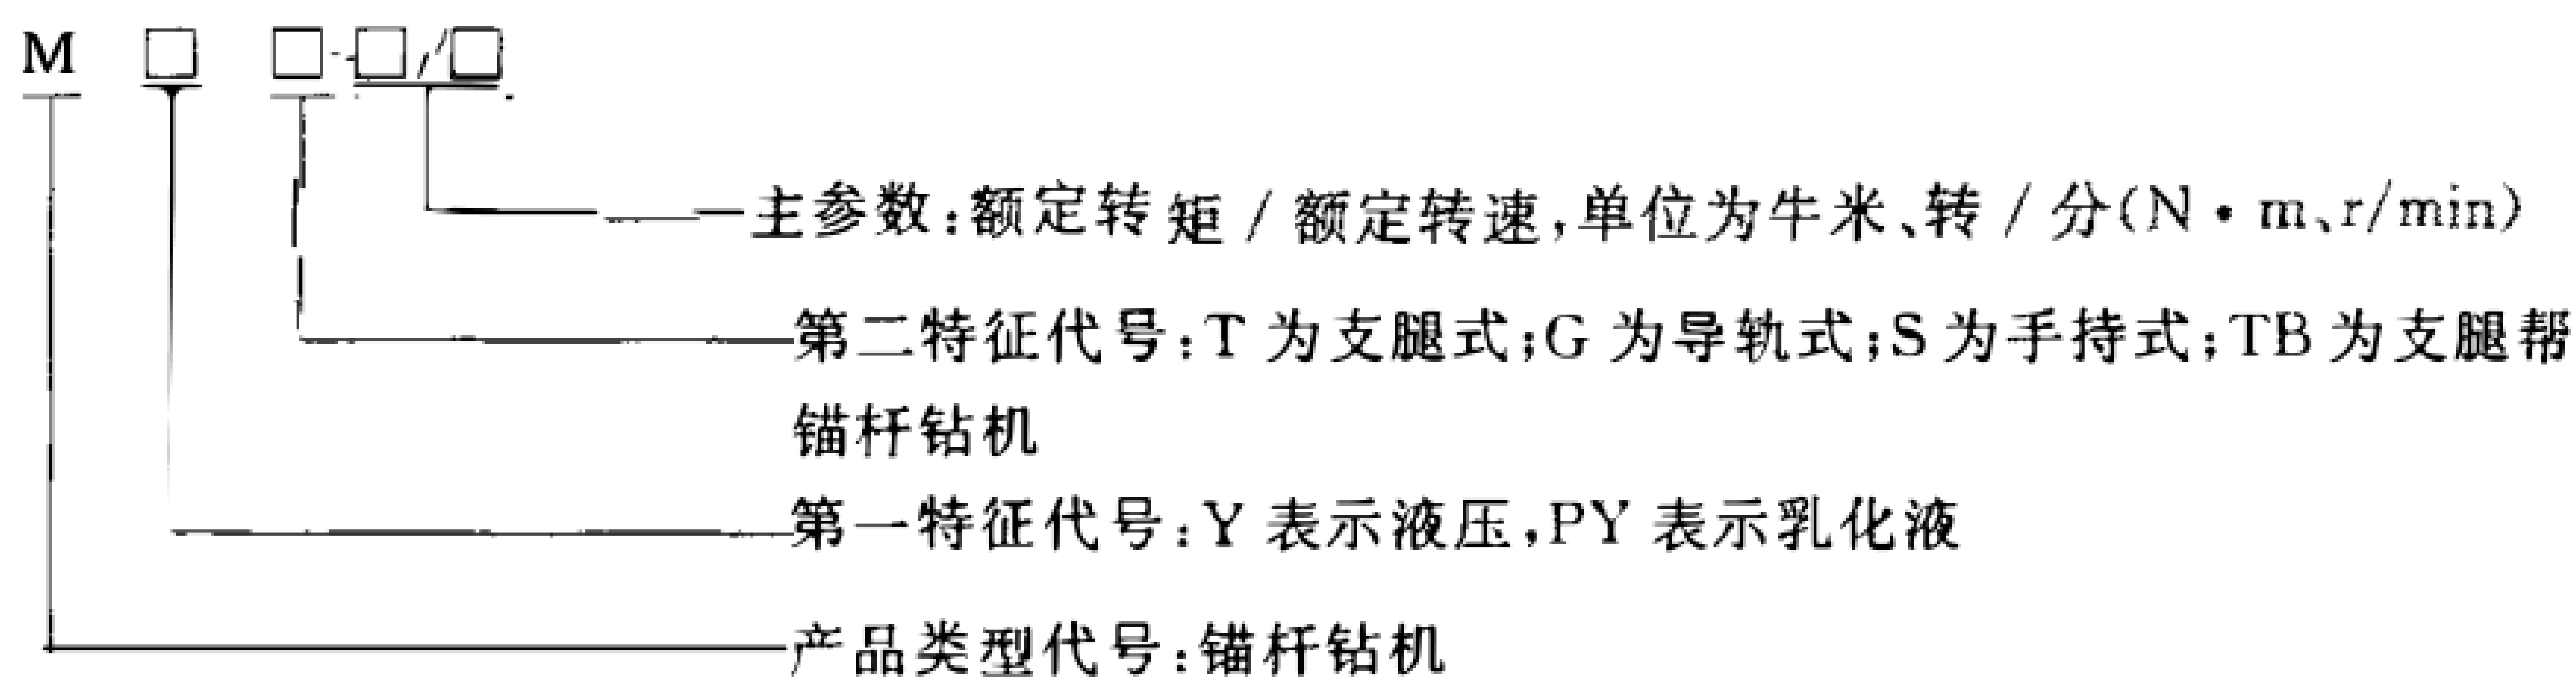 M □ □-□/□
主参数:额定转矩/额定转速,单位为牛米、转/分(N·m、r/min)
第二特征代号:T为支腿式;G为导轨式;S为手持式;TB为支腿帮
锚杆钻机
第一特征代号:Y表示液压,PY表示乳化液
产品类型代号:锚杆钻机